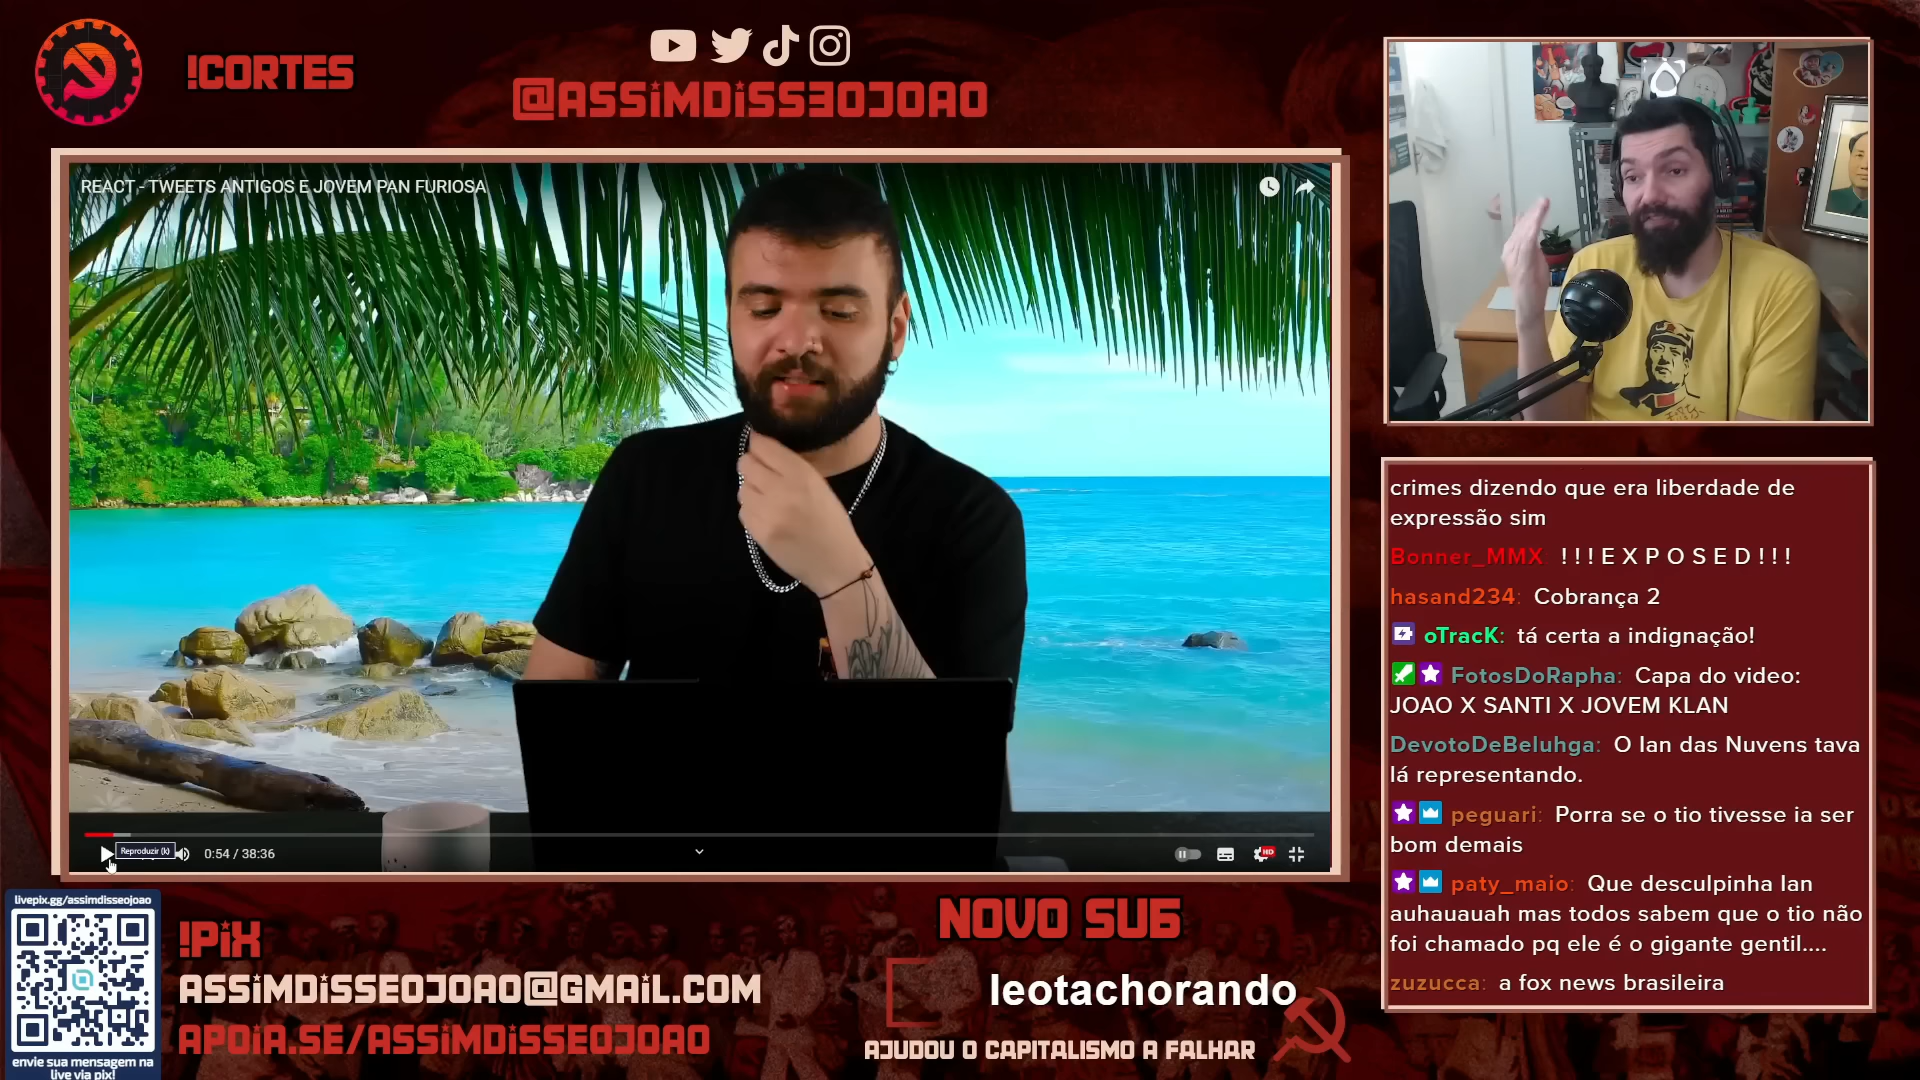 !CORTES
@ASSIMDISSEOJOAO
REACT - TWEETS ANTIGOS E JOVEM PAN FURIOSA
Reproduzir (k)
0:54 / 38:36
HD
crimes dizendo que era liberdade de
expressão sim
Bonner_MMX ! ! ! E X P O S E D ! ! !
hasand234: Cobrança 2
oTracK: tá certa a indignação!
FotosDoRapha: Capa do video:
JOAO X SANTI X JOVEM KLAN
DevotoDeBeluhga: O Ian das Nuvens tava
lá representando.
peguari: Porra se o tio tivesse ia ser
bom demais
paty_maio: Que desculpinha Ian
auhauauah mas todos sabem que o tio não
foi chamado pq ele é o gigante gentil....
zuzucca: a fox news brasileira
livepix.gg/assimdisseojoao
envie sua mensagem na
live via pix!
!PIX
ASSIMDISSEOJOAO@GMAIL.COM
APOIA.SE/ASSIMDISSEOJOAO
NOVO SUB
leotachorando
AJUDOU O CAPITALISMO A FALHAR